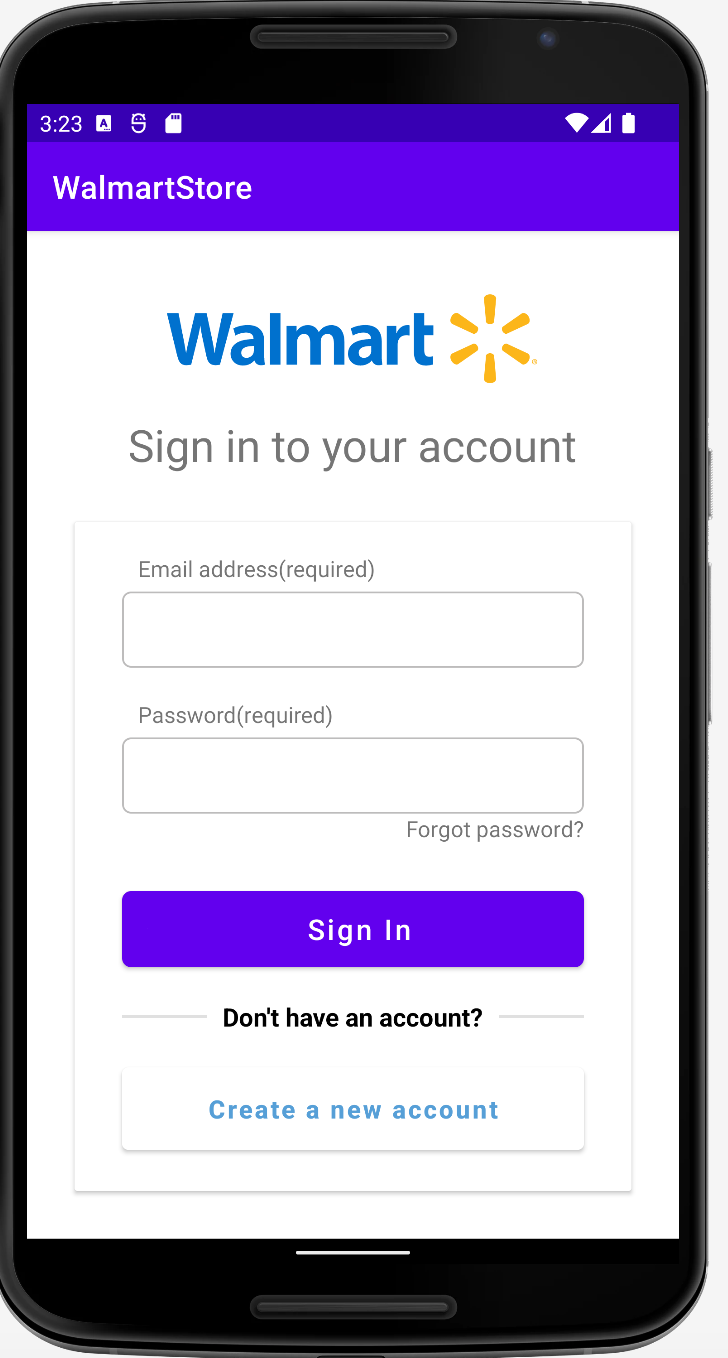 3:23
WalmartStore
Walmart
Sign in to your account
Email address(required)
Password(required)
Forgot password?
Sign In
Don't have an account?
Create a new account